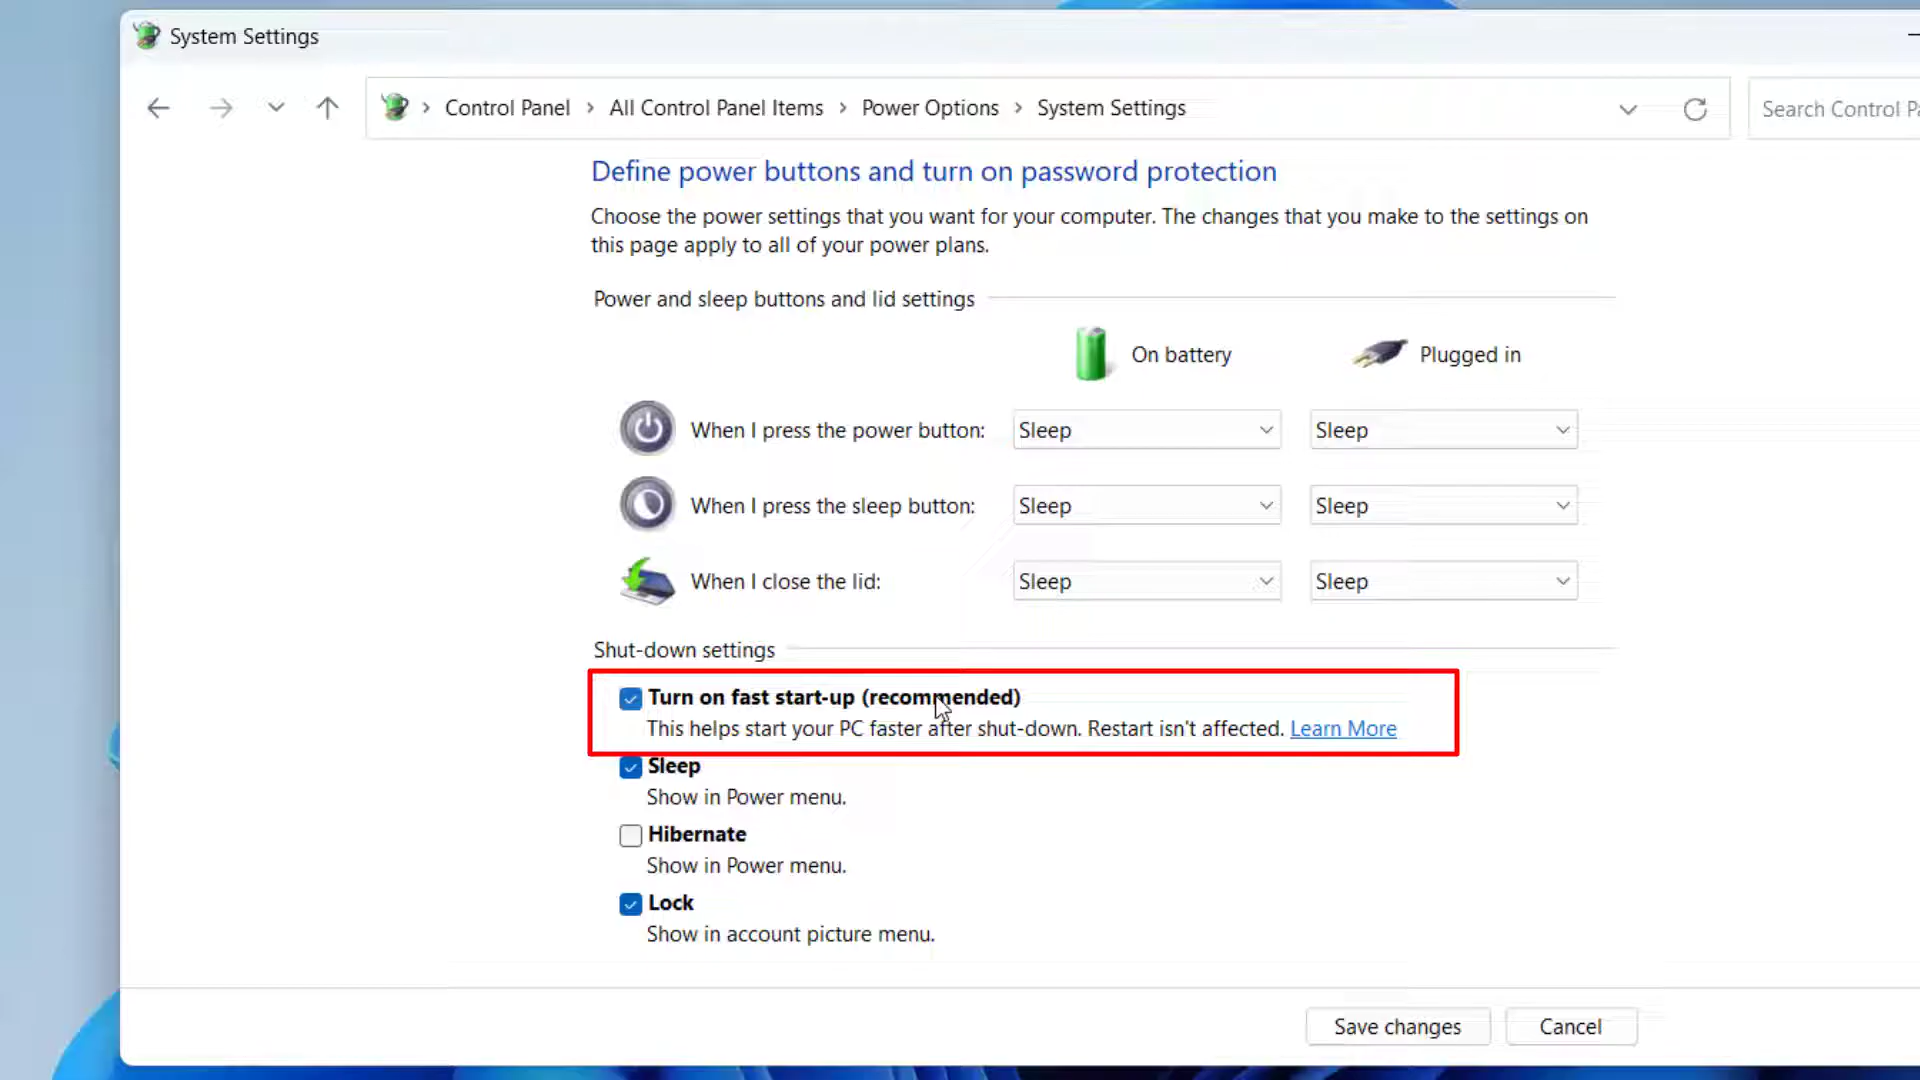 System Settings
Control Panel > All Control Panel Items > Power Options > System Settings
Search Control
Define power buttons and turn on password protection
Choose the power settings that you want for your computer. The changes that you make to the settings on
this page apply to all of your power plans.
Power and sleep buttons and lid settings
On battery Plugged in
When I press the power button: Sleep Sleep
When I press the sleep button: Sleep Sleep
When I close the lid: Sleep Sleep
Shut-down settings
Turn on fast start-up (recommended)
This helps start your PC faster after shut-down. Restart isn't affected. Learn More
Sleep
Show in Power menu.
Hibernate
Show in Power menu.
Lock
Show in account picture menu.
Save changes Cancel